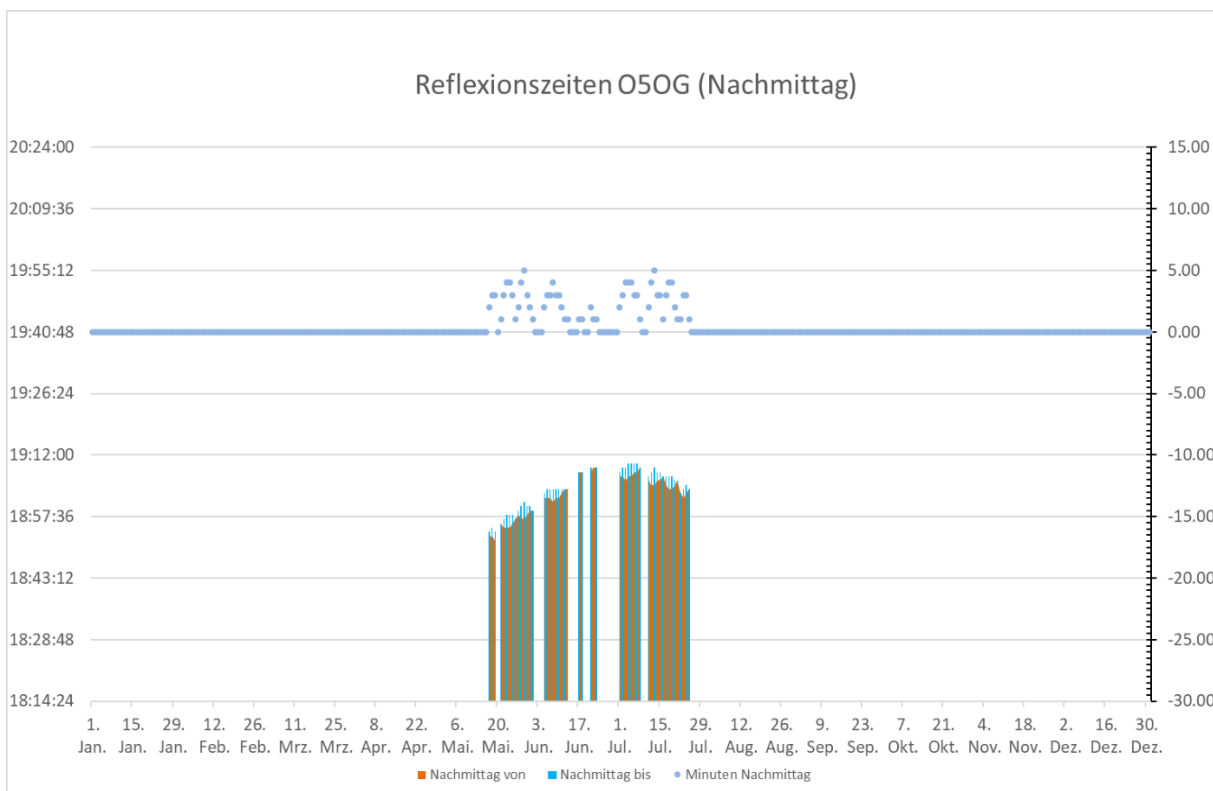 Reflexionszeiten O5OG (Nachmittag)
20:24:00 15.00
20:09:36 10.00
19:55:12 5.00
19:40:48 0.00
19:26:24 -5.00
19:12:00 -10.00
18:57:36 -15.00
18:43:12 -20.00
18:28:48 -25.00
18:14:24 -30.00
1. 15. 29. 12. 26. 11. 25. 8. 22. 6. 20. 3. 17. 1. 15. 29. 12. 26. 9. 23. 7. 21. 4. 18. 2. 16. 30.
Jan. Jan. Jan. Feb. Feb. Mrz. Mrz. Apr. Apr. Mai. Mai. Jun. Jun. Jul. Jul. Jul. Aug. Aug. Sep. Sep. Okt. Okt. Nov. Nov. Dez. Dez. Dez.
Nachmittag von Nachmittag bis Minuten Nachmittag